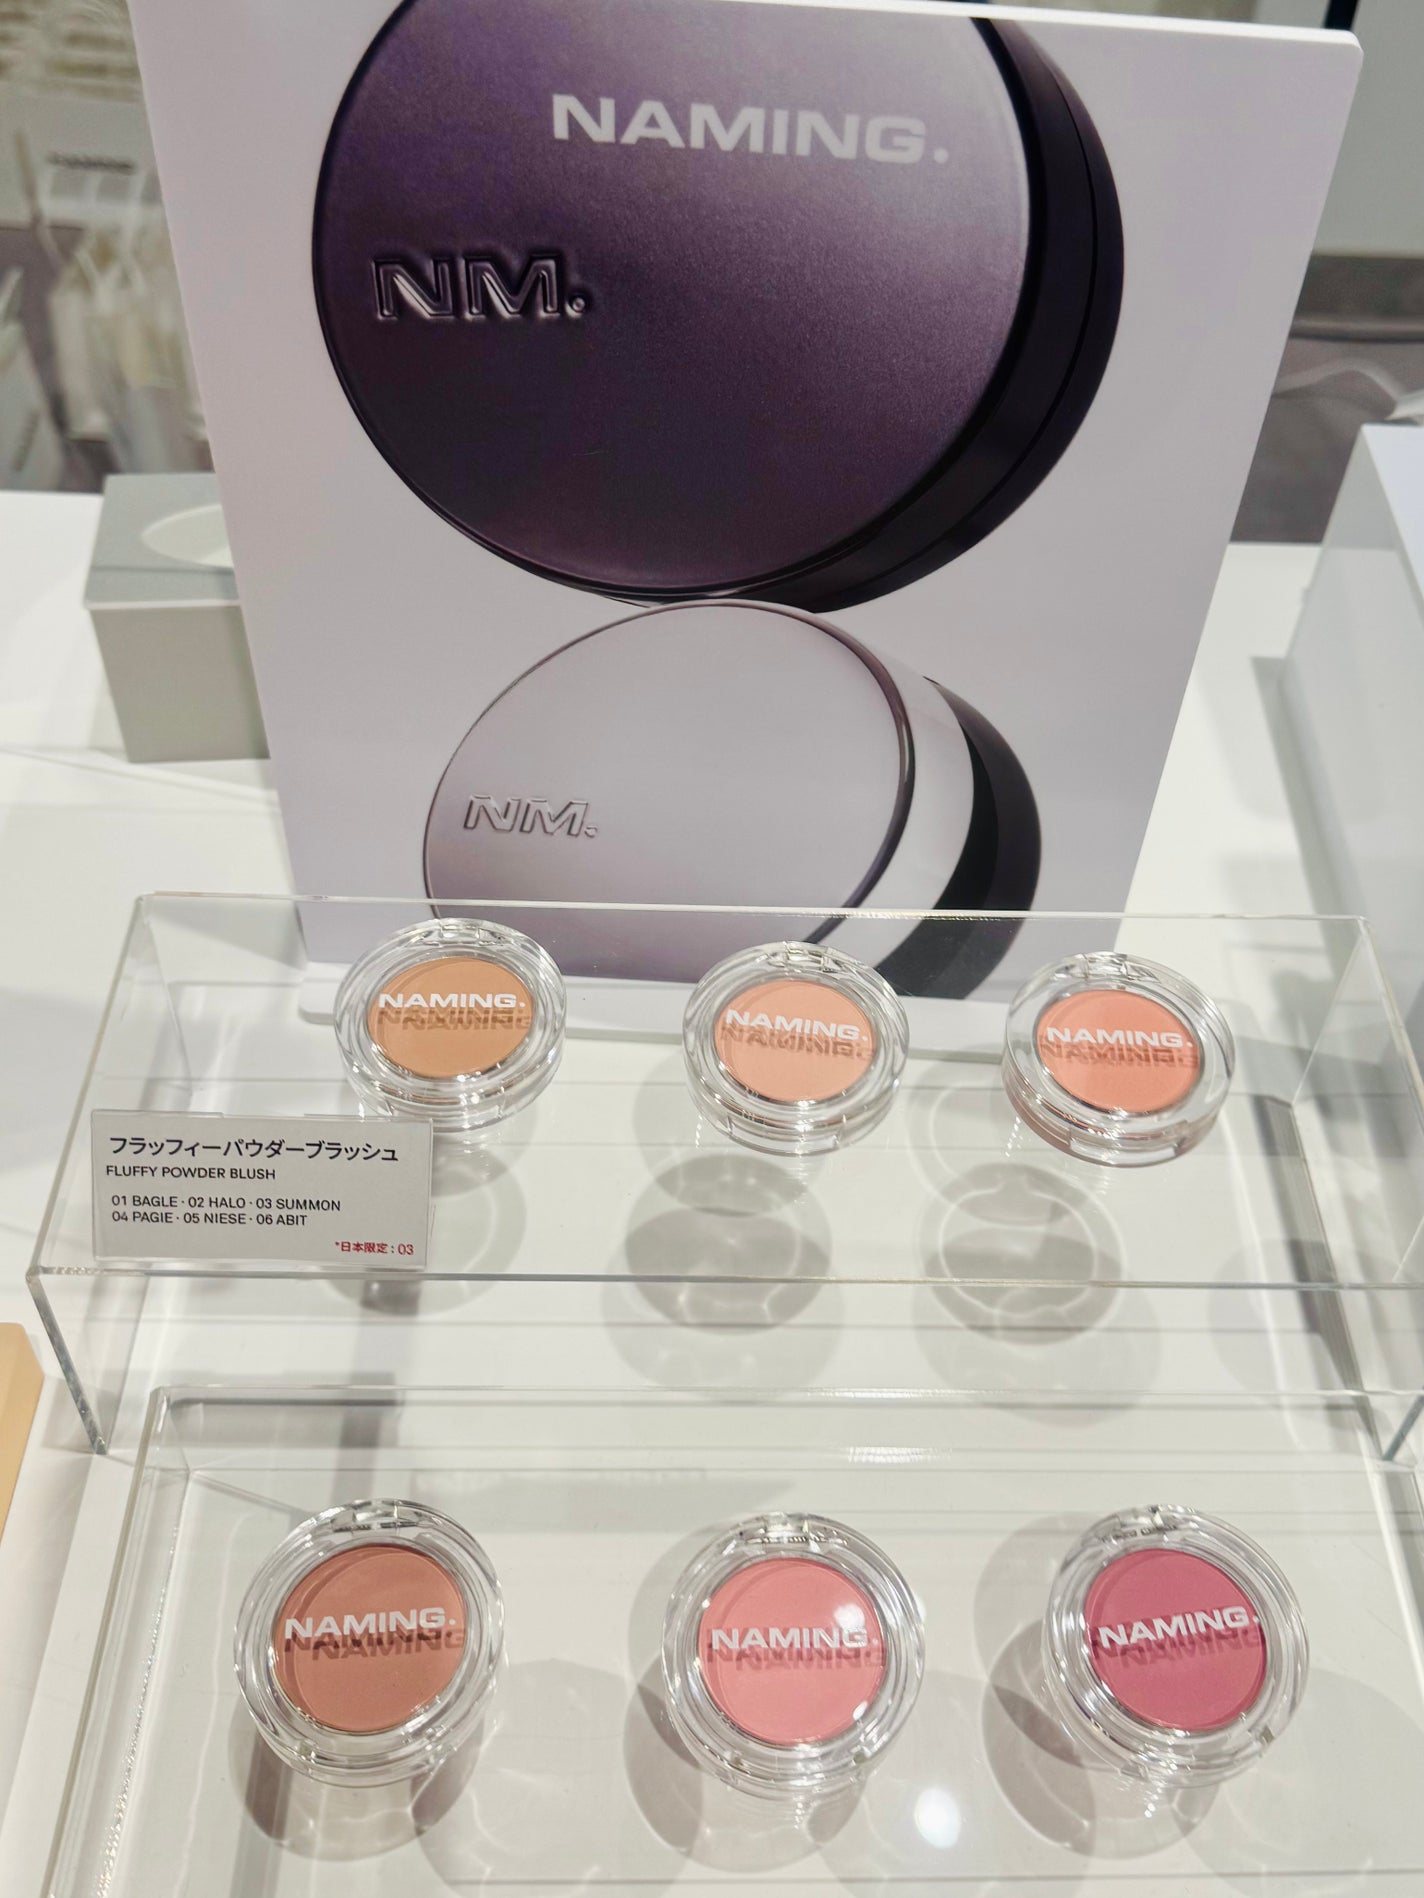 NAMING.
NM.
NM.
NAMING.
NAMING.
NAMING.
フラッフィーパウダーブラッシュ
FLUFFY POWDER BLUSH
01 BAGLE · 02 HALO · 03 SUMMON
04 PAGIE · 05 NIESE · 06 ABIT
*日本限定 : 03
NAMING.
NAMING.
NAMING.